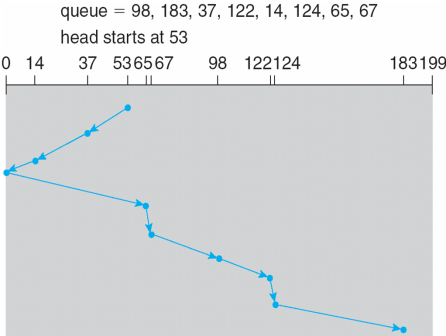 queue = 98, 183, 37, 122, 14, 124, 65, 67
head starts at 53
0 14 37 53 65 67 98 122 124 183 199